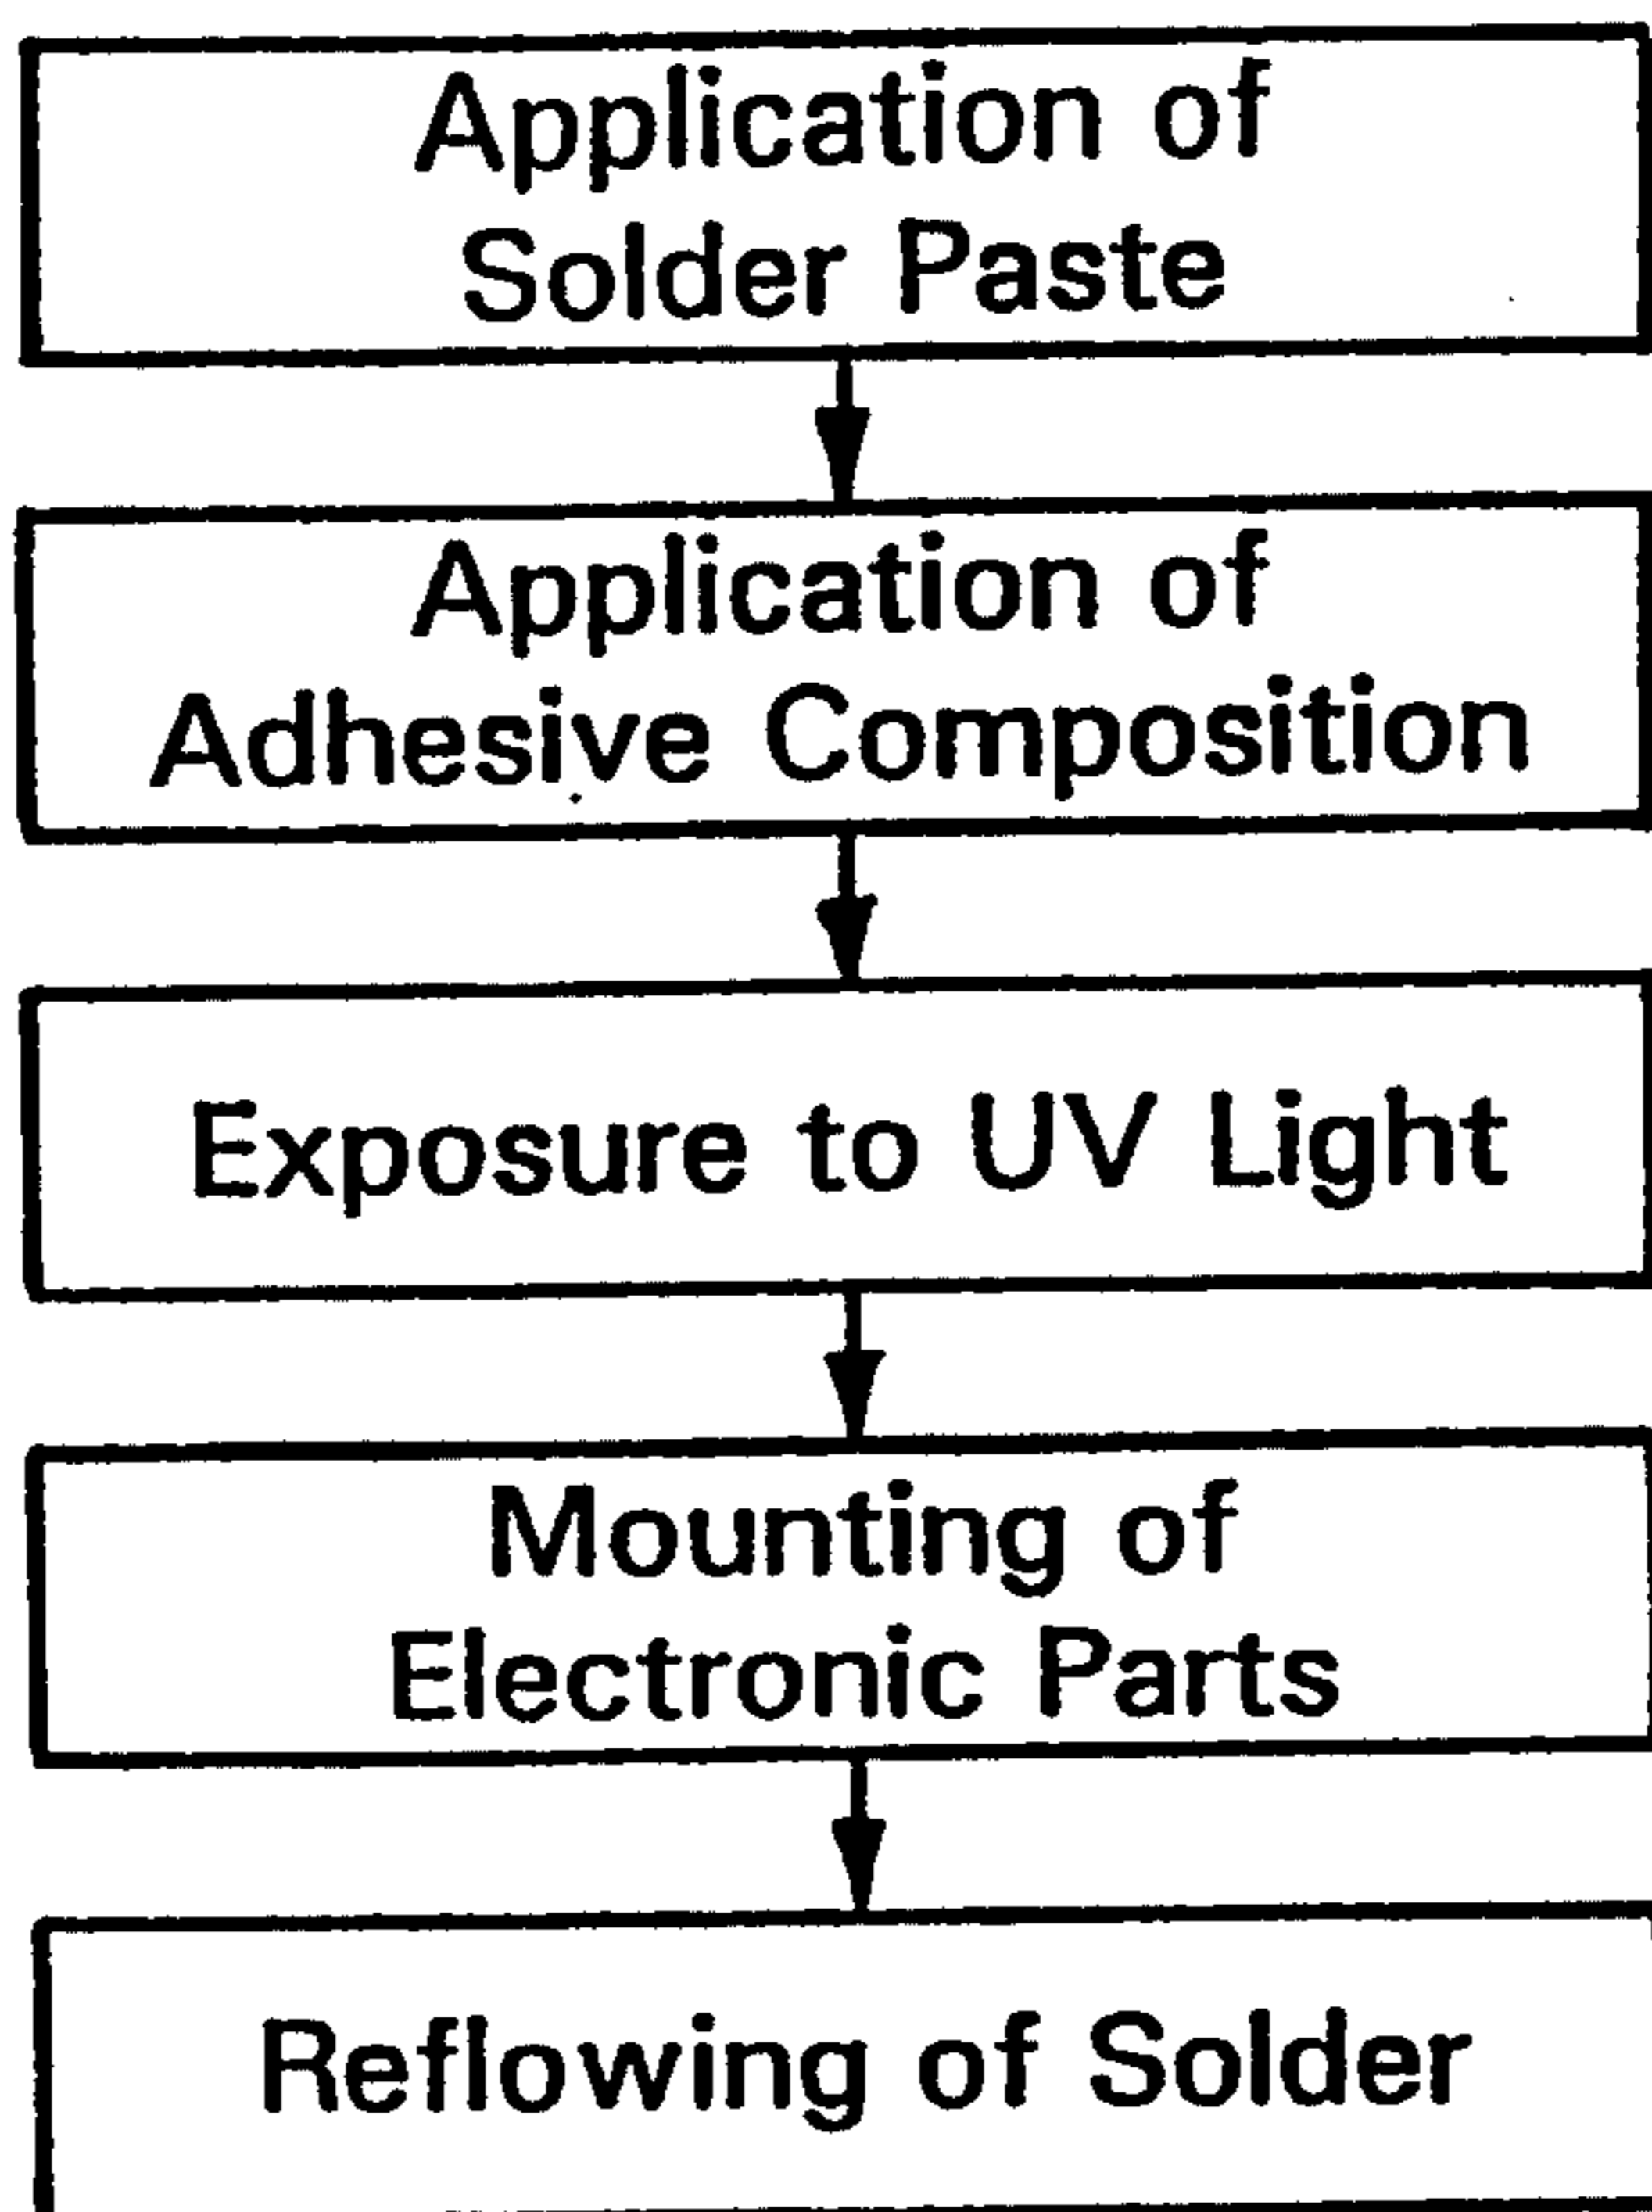 Application of
Solder Paste
Application of
Adhesive Composition
Exposure to UV Light
Mounting of
Electronic Parts
Reflowing of Solder